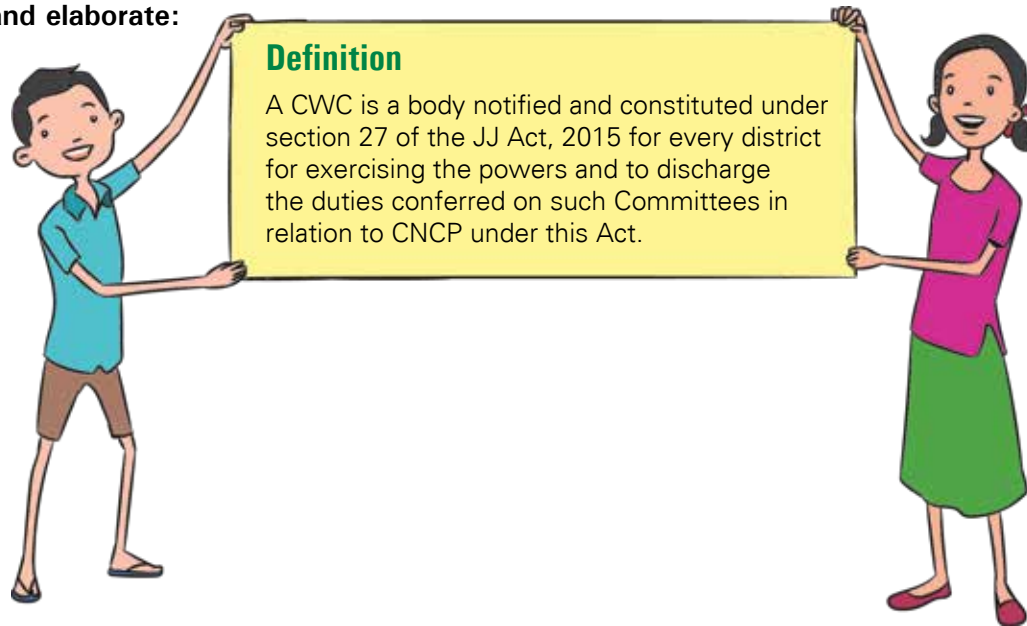 and elaborate:
Definition
A CWC is a body notified and constituted under
section 27 of the JJ Act, 2015 for every district
for exercising the powers and to discharge
the duties conferred on such Committees in
relation to CNCP under this Act.